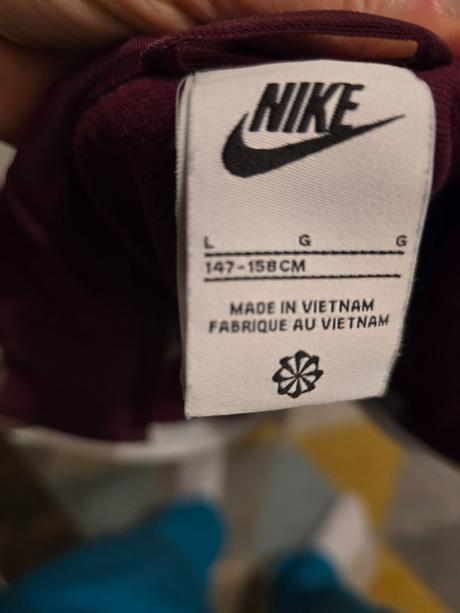 NIKE
L G G
147-158CM
MADE IN VIETNAM
FABRIQUE AU VIETNAM